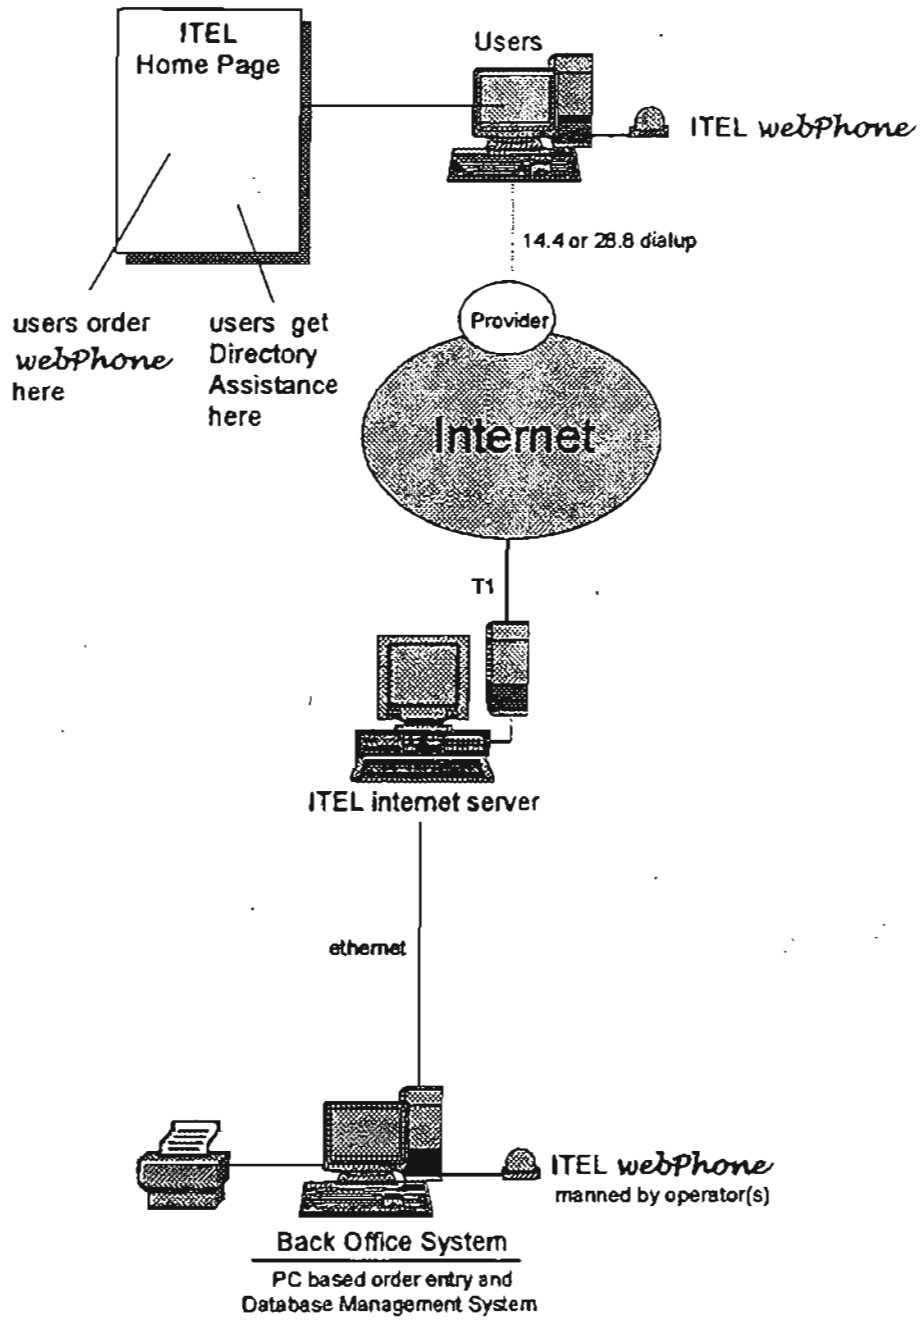 ITEL
Home Page
Users
ITEL webPhone
14.4 or 28.8 dialup
users order
webPhone
here
users get
Directory
Assistance
here
Provider
Internet
T1
ITEL internet server
ethernet
ITEL webPhone
manned by operator(s)
Back Office System
PC based order entry and
Database Management System